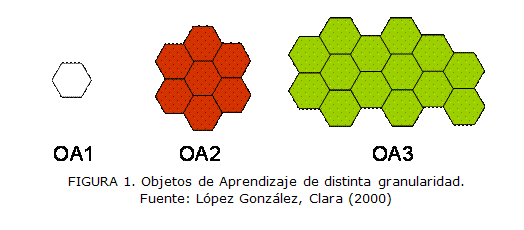 OA1 OA2 OA3
FIGURA 1. Objetos de Aprendizaje de distinta granularidad.
Fuente: López González, Clara (2000)